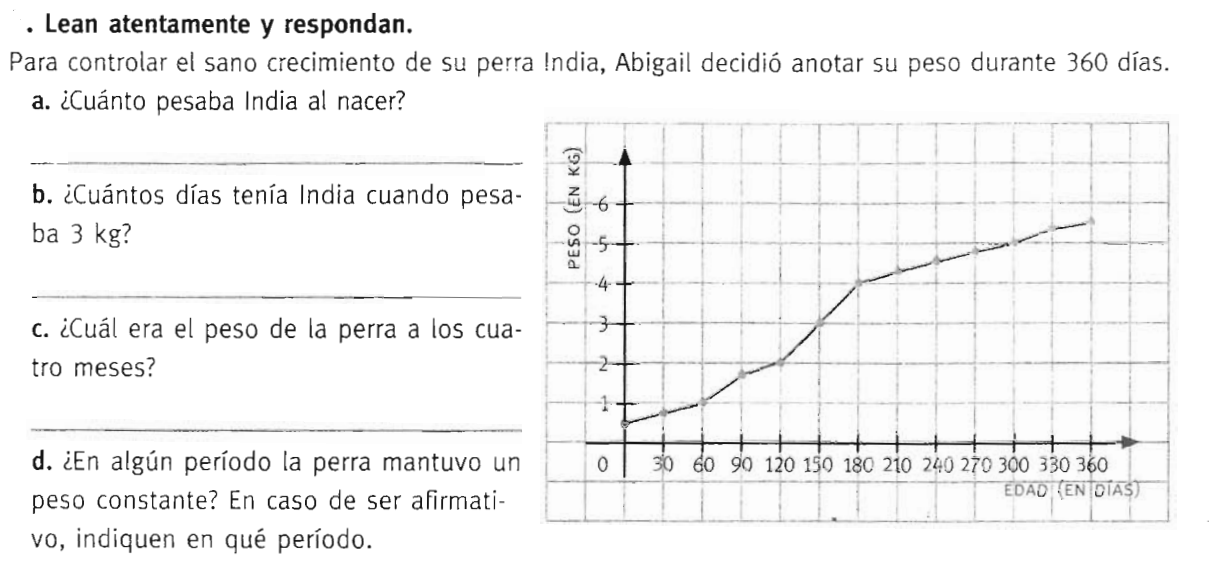 . Lean atentamente y respondan.
Para controlar el sano crecimiento de su perra India, Abigail decidió anotar su peso durante 360 días.
a. ¿Cuánto pesaba India al nacer?
b. ¿Cuántos días tenía India cuando pesa-
ba 3 kg?
c. ¿Cuál era el peso de la perra a los cua-
tro meses?
d. ¿En algún período la perra mantuvo un
peso constante? En caso de ser afirmati-
vo, indiquen en qué período.
PESO (EN KG)
6
5
4
3
2
1
0 30 60 90 120 150 180 210 240 270 300 330 360
EDAD (EN DÍAS)